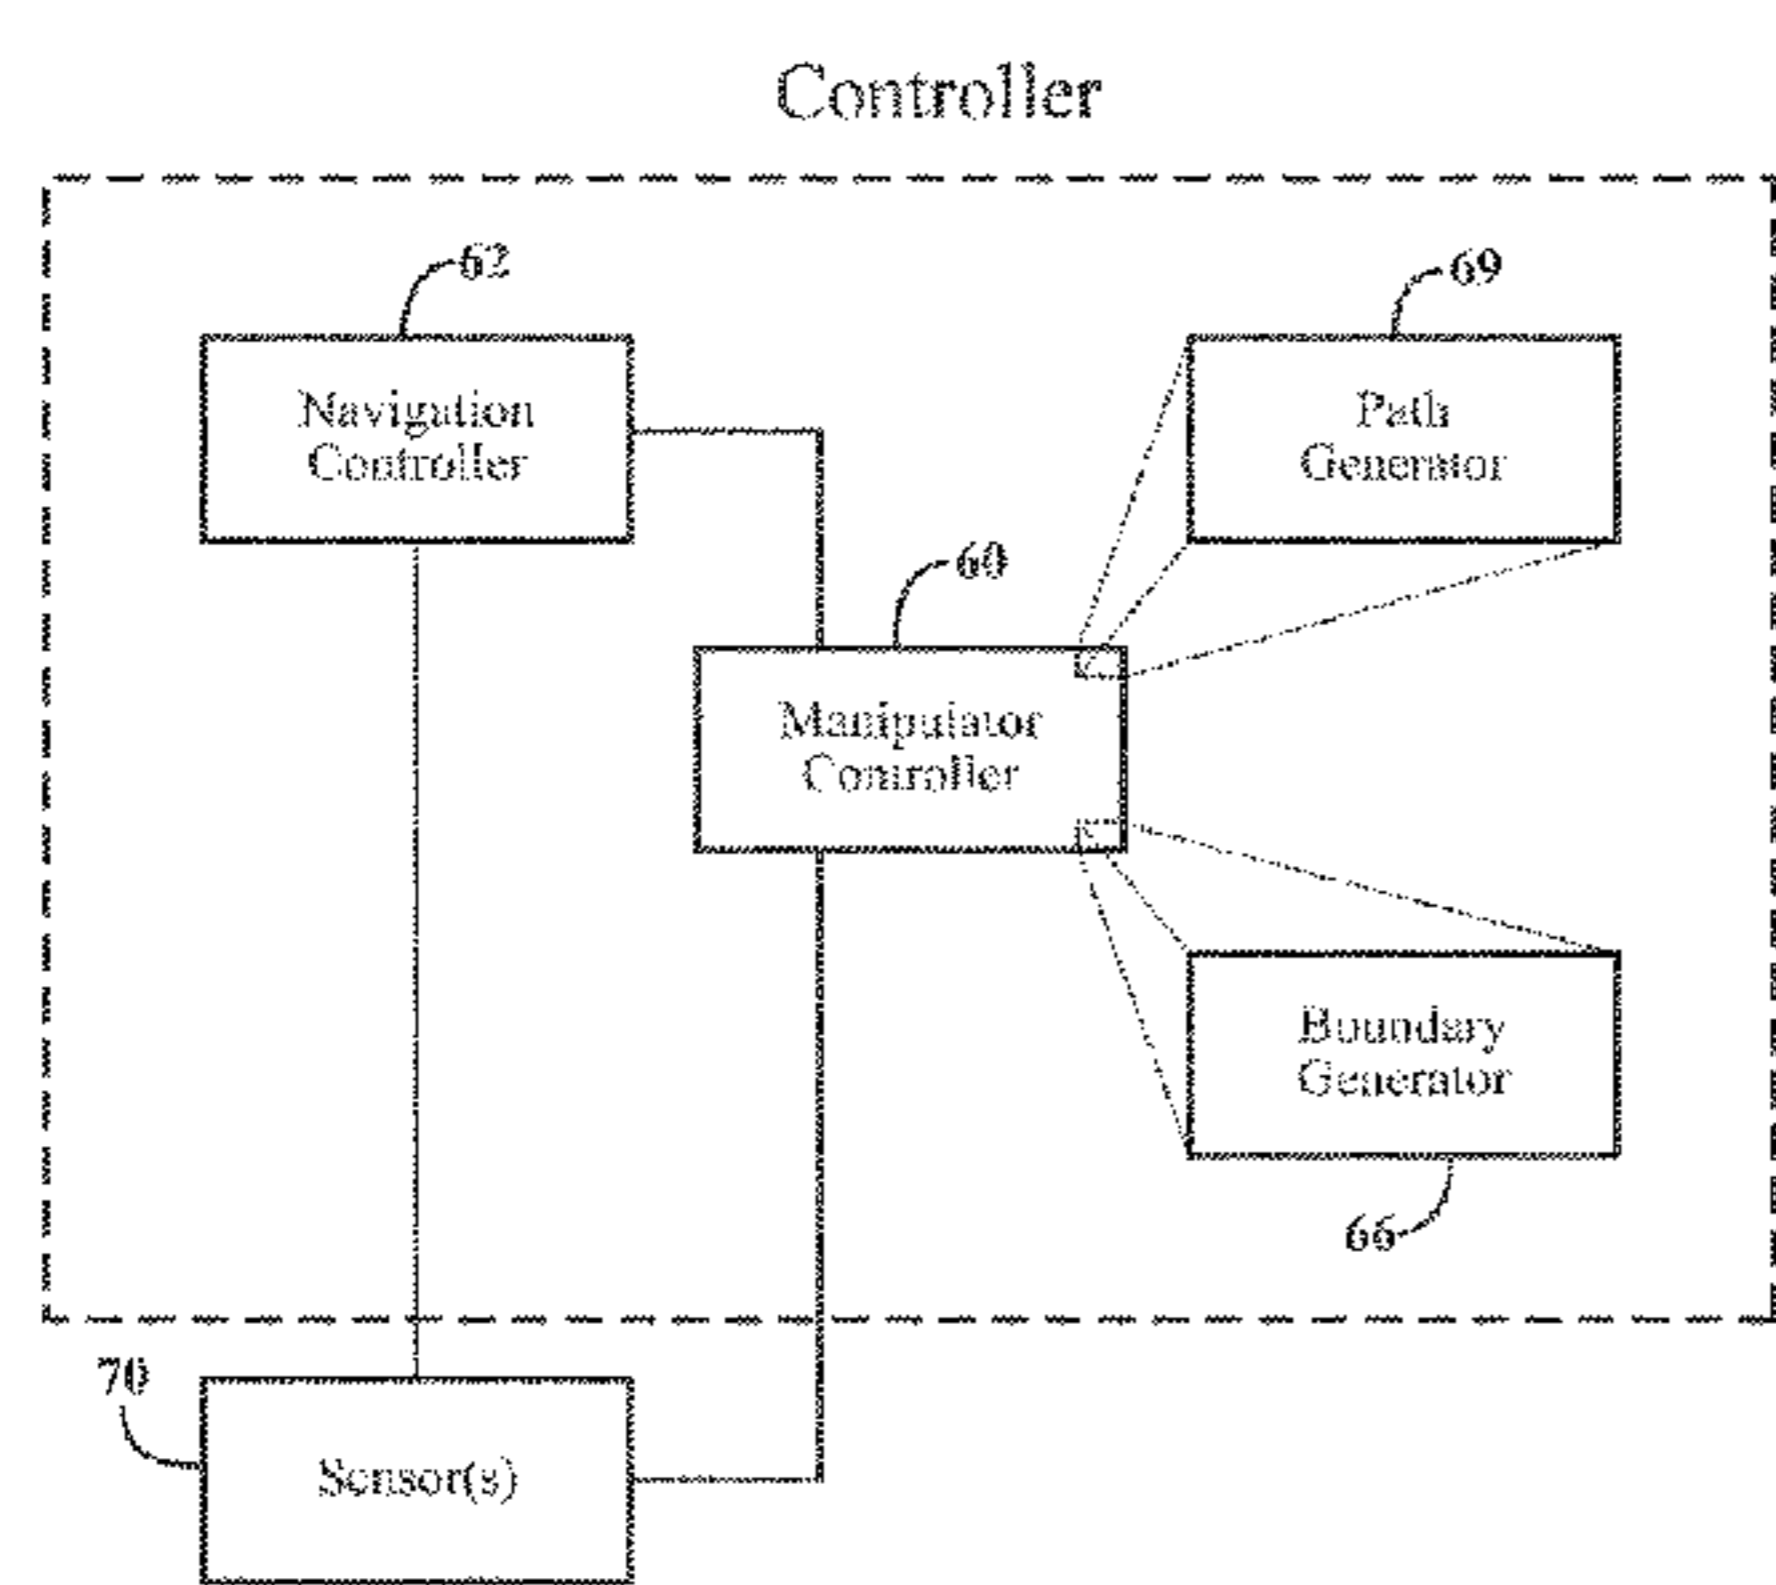 Controller
62
69
Navigation
Controller
Path
Generator
60
Manipulator
Controller
Boundary
Generator
66
70
Sensor(s)